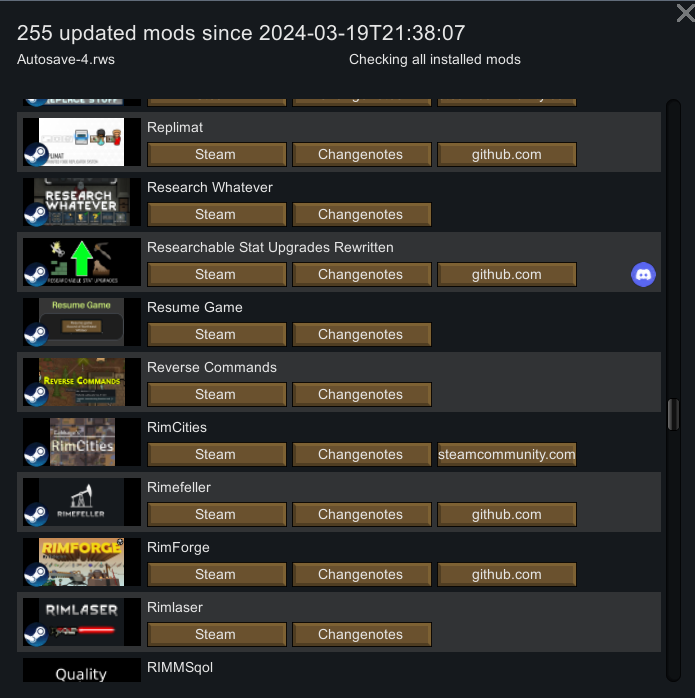 255 updated mods since 2024-03-19T21:38:07
Autosave-4.rws
Checking all installed mods
Replimat
Steam
Changenotes
github.com
RESEARCH
WHATEVER
Research Whatever
Steam
Changenotes
RESEARCHABLE STAT UPGRADES
Researchable Stat Upgrades Rewritten
Steam
Changenotes
github.com
Resume Game
Resume Game
Steam
Changenotes
REVERSE COMMANDS
Reverse Commands
Steam
Changenotes
RimCities
RimCities
Steam
Changenotes
steamcommunity.com
RIMEFELLER
Rimefeller
Steam
Changenotes
github.com
RIMFORGE
RimForge
Steam
Changenotes
github.com
RIMLASER
Rimlaser
Steam
Changenotes
Quality
RIMMSqol